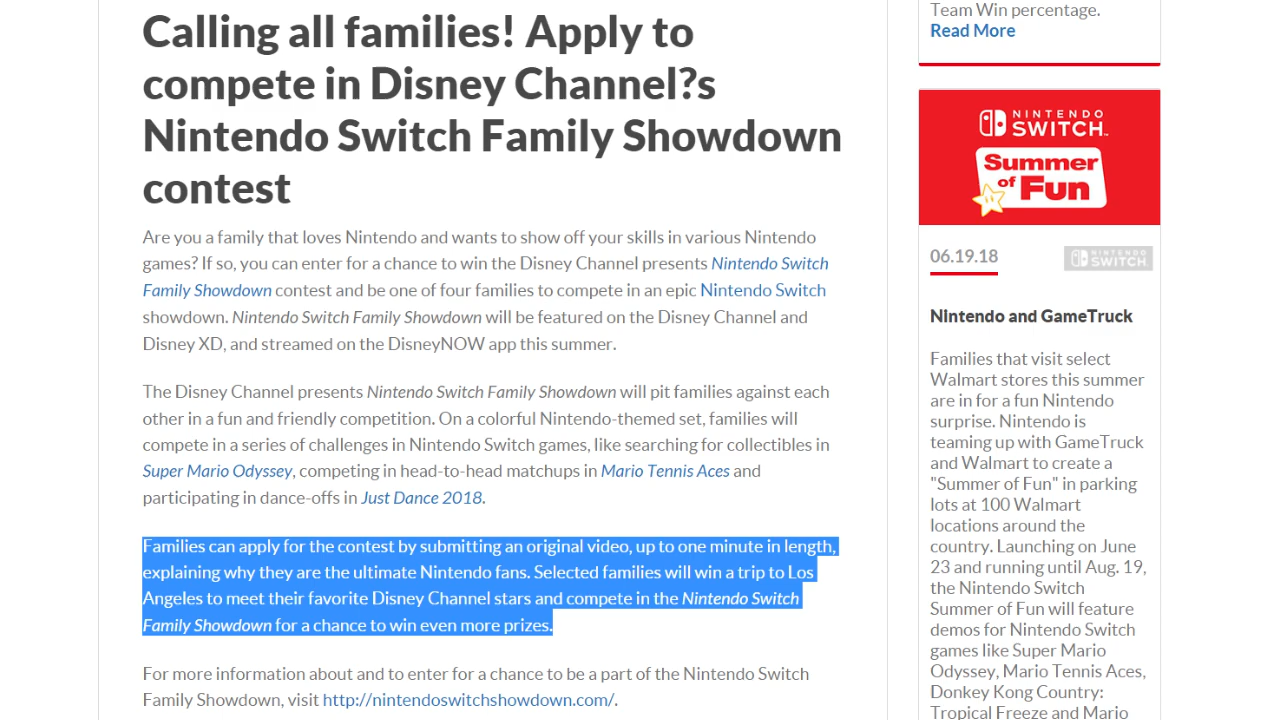 Calling all families! Apply to
compete in Disney Channel?s
Nintendo Switch Family Showdown
contest
Are you a family that loves Nintendo and wants to show off your skills in various Nintendo
games? If so, you can enter for a chance to win the Disney Channel presents Nintendo Switch
Family Showdown contest and be one of four families to compete in an epic Nintendo Switch
showdown. Nintendo Switch Family Showdown will be featured on the Disney Channel and
Disney XD, and streamed on the DisneyNOW app this summer.
The Disney Channel presents Nintendo Switch Family Showdown will pit families against each
other in a fun and friendly competition. On a colorful Nintendo-themed set, families will
compete in a series of challenges in Nintendo Switch games, like searching for collectibles in
Super Mario Odyssey, competing in head-to-head matchups in Mario Tennis Aces and
participating in dance-offs in Just Dance 2018.
Families can apply for the contest by submitting an original video, up to one minute in length,
explaining why they are the ultimate Nintendo fans. Selected families will win a trip to Los
Angeles to meet their favorite Disney Channel stars and compete in the Nintendo Switch
Family Showdown for a chance to win even more prizes.
For more information about and to enter for a chance to be a part of the Nintendo Switch
Family Showdown, visit http://nintendoswitchshowdown.com/.
Team Win percentage.
Read More
NINTENDO
SWITCH™
Summer
of Fun
06.19.18
NINTENDO
SWITCH
Nintendo and GameTruck
Families that visit select
Walmart stores this summer
are in for a fun Nintendo
surprise. Nintendo is
teaming up with GameTruck
and Walmart to create a
"Summer of Fun" in parking
lots at 100 Walmart
locations around the
country. Launching on June
23 and running until Aug. 19,
the Nintendo Switch
Summer of Fun will feature
demos for Nintendo Switch
games like Super Mario
Odyssey, Mario Tennis Aces,
Donkey Kong Country:
Tropical Freeze and Mario